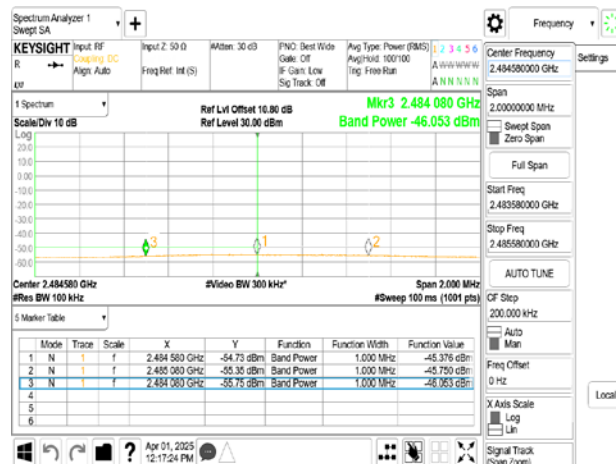 Spectrum Analyzer 1
Swept SA
Frequency
Settings
KEYSIGHT
Input: RF
Coupling: DC
Align: Auto
Input Z: 50 Ω
Freq Ref: Int (S)
#Atten: 30 dB
PNO: Best Wide
Gate: Off
IF Gain: Low
Sig Track: Off
Avg Type: Power (RMS)
Avg|Hold: 100/100
Trig: Free Run
1 2 3 4 5 6
A W W W W W
A N N N N N
R
1 Spectrum
Scale/Div 10 dB
Ref Lvl Offset 10.80 dB
Ref Level 30.00 dBm
Mkr3 2.484 080 GHz
Band Power -46.053 dBm
Log
20.0
10.0
0.00
-10.0
-20.0
-30.0
-40.0
-50.0
-60.0
3
1
2
Center 2.484580 GHz
#Res BW 100 kHz
#Video BW 300 kHz*
Span 2.000 MHz
#Sweep 100 ms (1001 pts)
5 Marker Table
Mode Trace Scale X Y Function Function Width Function Value
1 N 1 f 2.484 580 GHz -54.73 dBm Band Power 1.000 MHz -45.376 dBm
2 N 1 f 2.485 080 GHz -55.35 dBm Band Power 1.000 MHz -45.750 dBm
3 N 1 f 2.484 080 GHz -55.75 dBm Band Power 1.000 MHz -46.053 dBm
4
5
6
Apr 01, 2025
12:17:24 PM
Center Frequency
2.484580000 GHz
Span
2.00000000 MHz
Swept Span
Zero Span
Full Span
Start Freq
2.483580000 GHz
Stop Freq
2.485580000 GHz
AUTO TUNE
CF Step
200.000 kHz
Auto
Man
Freq Offset
0 Hz
X Axis Scale
Log
Lin
Signal Track
(Span Zoom)
Local